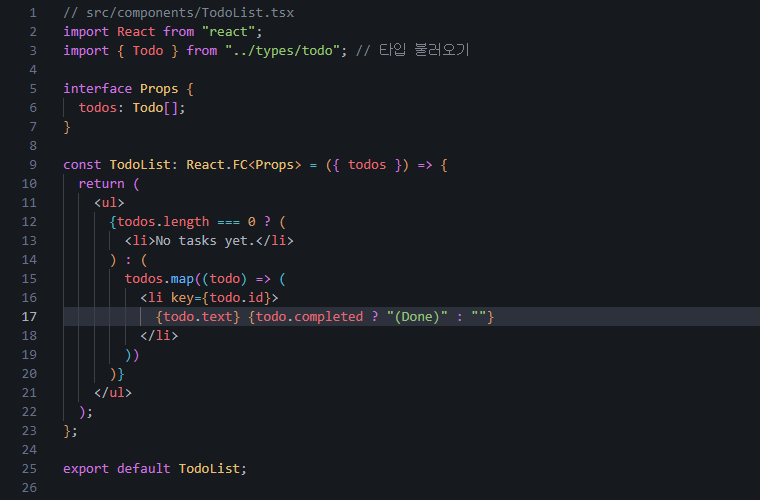 1 // src/components/TodoList.tsx
2 import React from "react";
3 import { Todo } from "../types/todo"; // 타입 불러오기
4
5 interface Props {
6   todos: Todo[];
7 }
8
9 const TodoList: React.FC<Props> = ({ todos }) => {
10   return (
11     <ul>
12       {todos.length === 0 ? (
13         <li>No tasks yet.</li>
14       ) : (
15         todos.map((todo) => (
16           <li key={todo.id}>
17             {todo.text} {todo.completed ? "(Done)" : ""}
18           </li>
19         ))
20       )}
21     </ul>
22   );
23 };
24
25 export default TodoList;
26